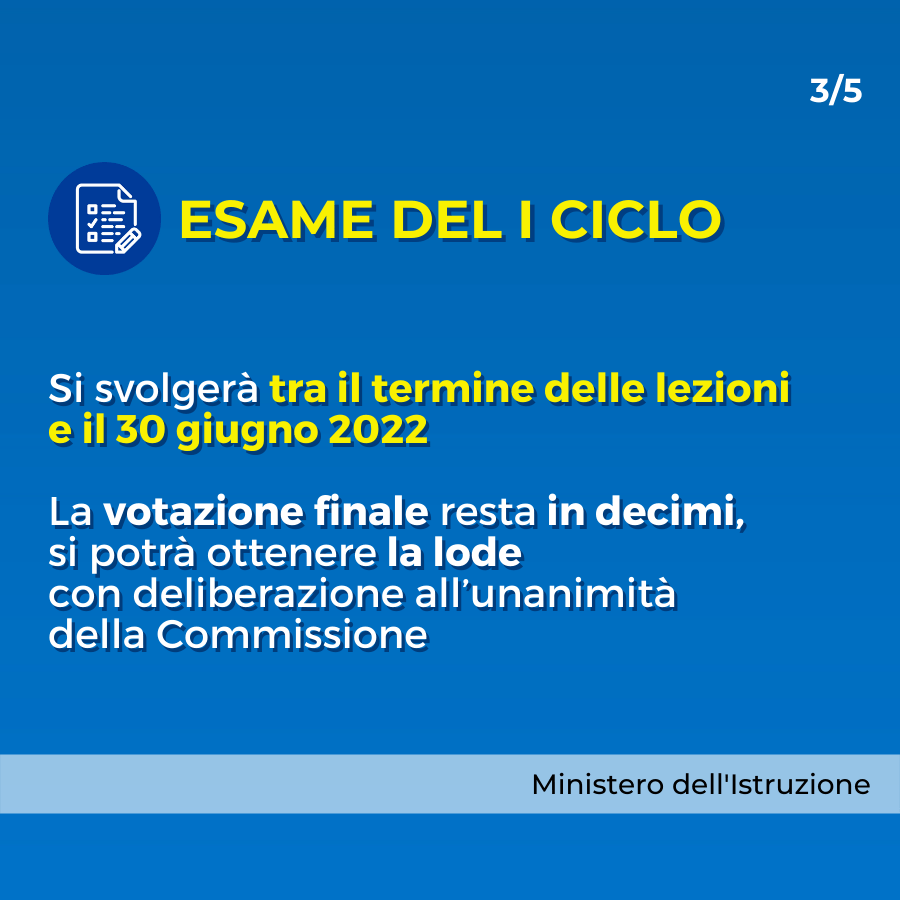 3/5
ESAME DEL I CICLO
Si svolgerà tra il termine delle lezioni
e il 30 giugno 2022
La votazione finale resta in decimi,
si potrà ottenere la lode
con deliberazione all’unanimità
della Commissione
Ministero dell'Istruzione